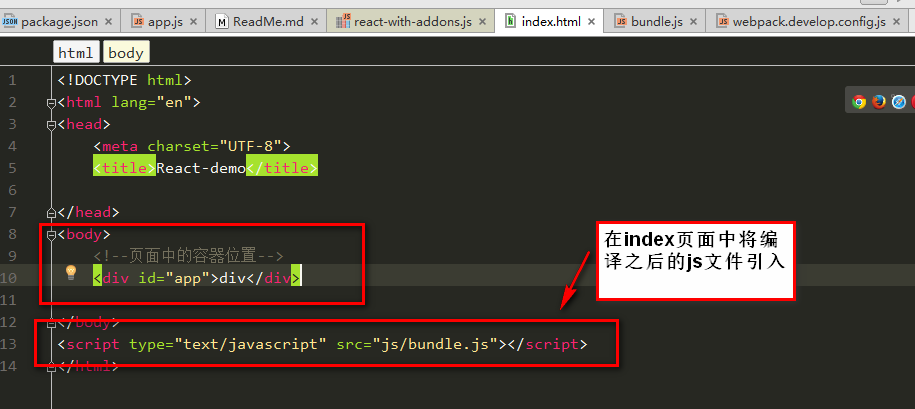 package.json app.js ReadMe.md react-with-addons.js index.html bundle.js webpack.develop.config.js
html body
1 <!DOCTYPE html>
2 <html lang="en">
3 <head>
4 <meta charset="UTF-8">
5 <title>React-demo</title>
6
7 </head>
8 <body>
9 <!--页面中的容器位置-->
10 <div id="app">div</div>
11
12 </body>
13 <script type="text/javascript" src="js/bundle.js"></script>
14 </html>
在index页面中将编
译之后的js文件引入